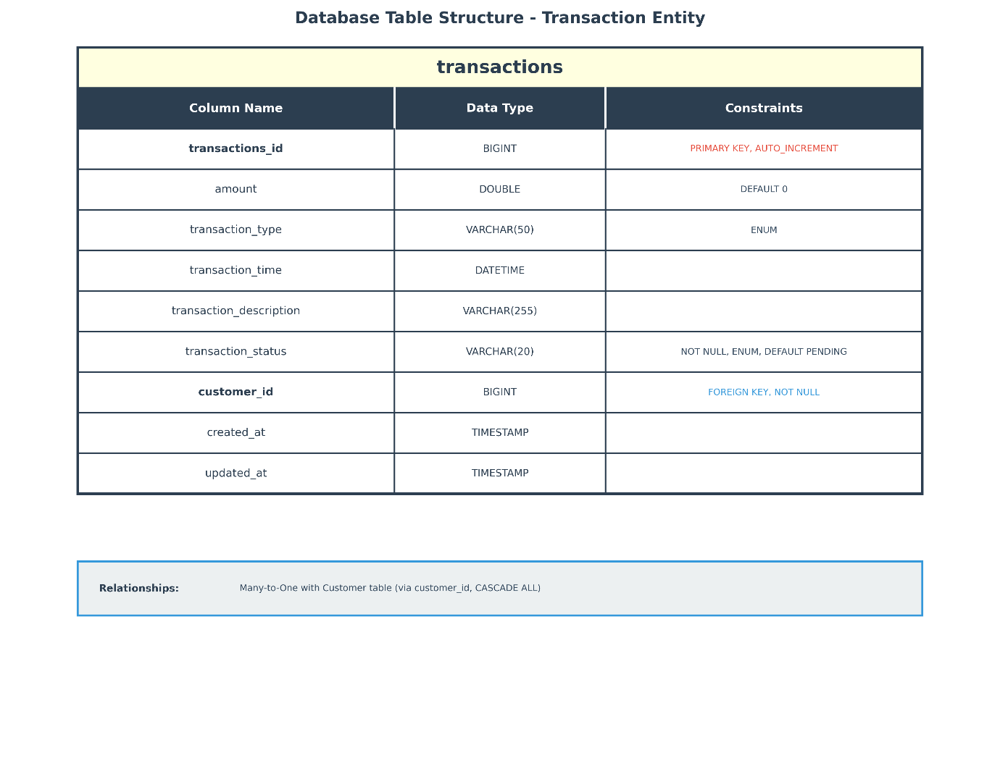 Database Table Structure - Transaction Entity
transactions
Column Name Data Type Constraints
transactions_id BIGINT PRIMARY KEY, AUTO_INCREMENT
amount DOUBLE DEFAULT 0
transaction_type VARCHAR(50) ENUM
transaction_time DATETIME
transaction_description VARCHAR(255)
transaction_status VARCHAR(20) NOT NULL, ENUM, DEFAULT PENDING
customer_id BIGINT FOREIGN KEY, NOT NULL
created_at TIMESTAMP
updated_at TIMESTAMP
Relationships: Many-to-One with Customer table (via customer_id, CASCADE ALL)